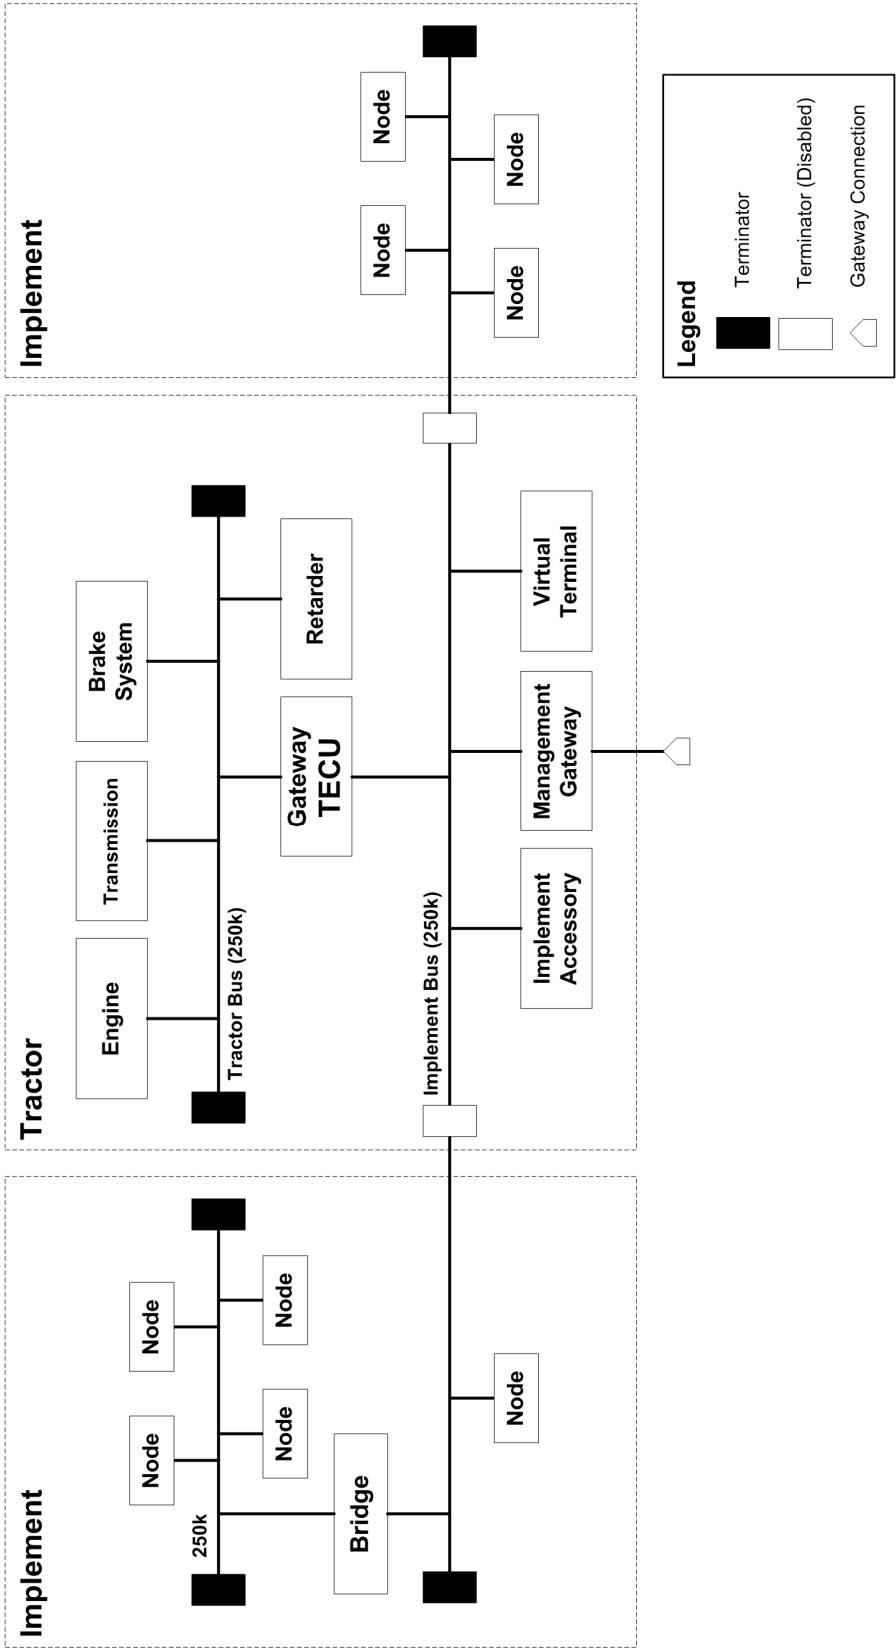 Implement
250k
Node
Node
Node
Node
Bridge
Node
Tractor
Engine
Transmission
Brake
System
Tractor Bus (250k)
Gateway
TECU
Retarder
Implement Bus (250k)
Implement
Accessory
Management
Gateway
Virtual
Terminal
Implement
Node
Node
Node
Node
Legend
Terminator
Terminator (Disabled)
Gateway Connection